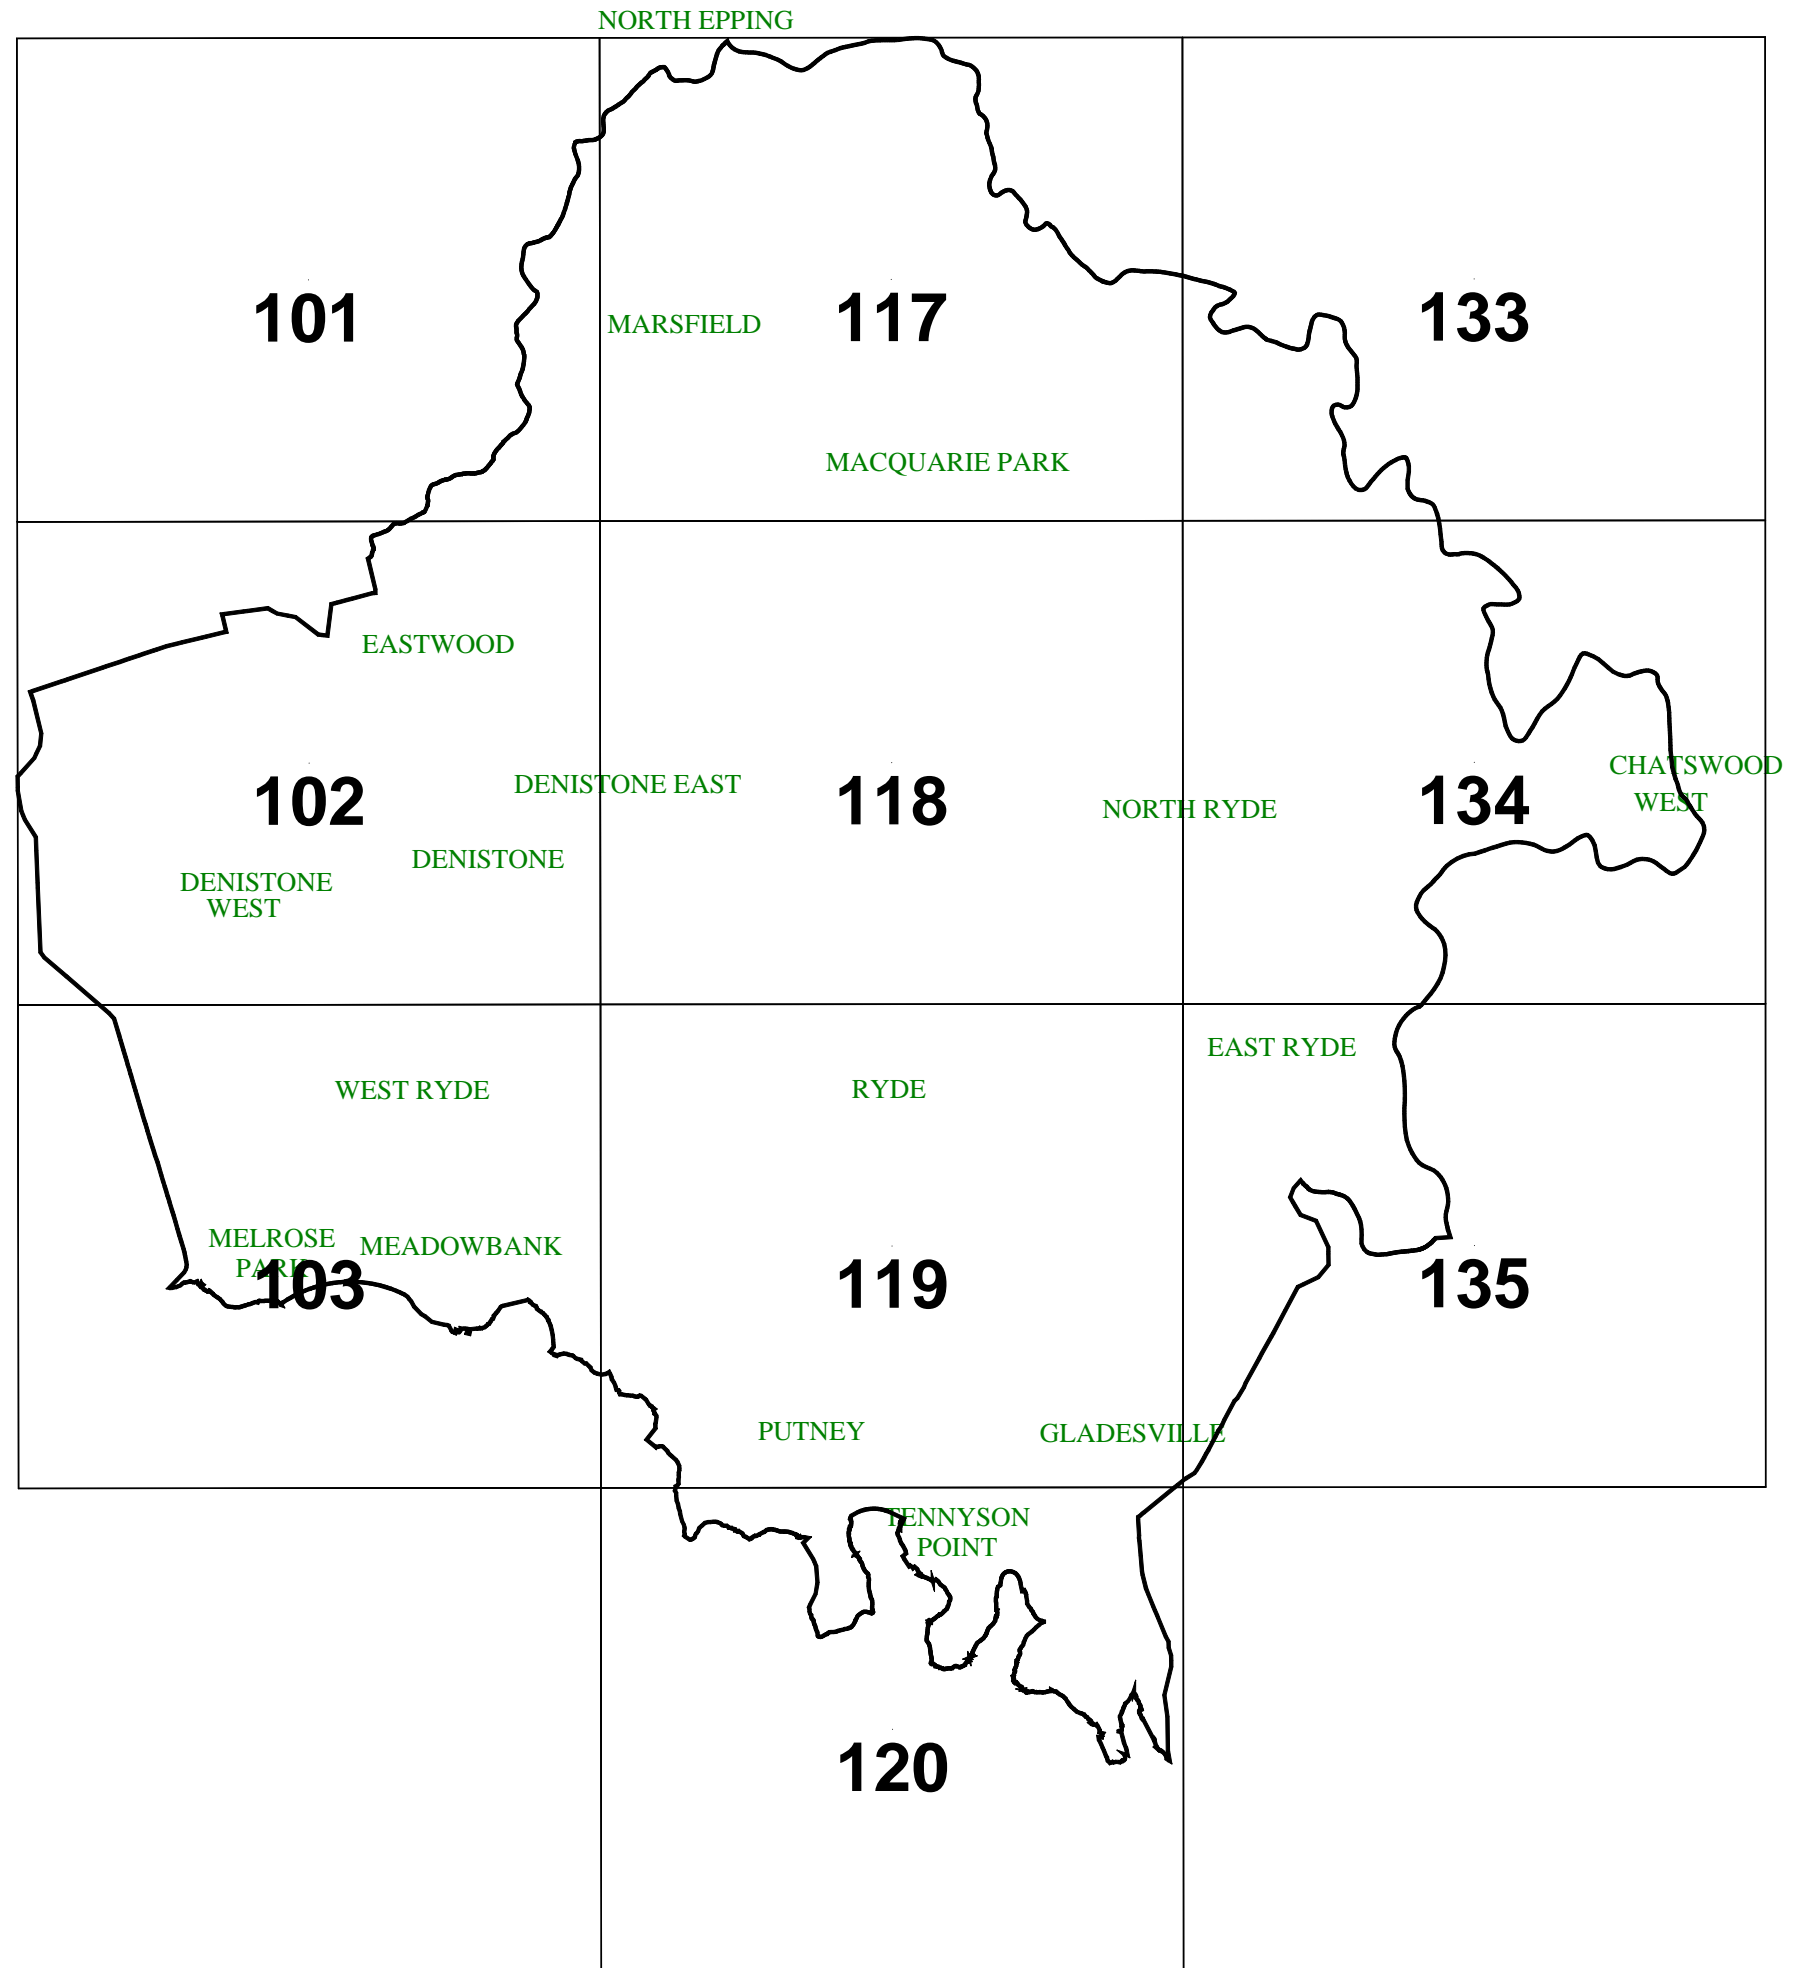 NORTH EPPING
101
MARSFIELD
117
133
MACQUARIE PARK
EASTWOOD
102
DENISTONE EAST
118
NORTH RYDE
134
CHATSWOOD
WEST
DENISTONE
DENISTONE
WEST
EAST RYDE
WEST RYDE
RYDE
MELROSE
PARK
MEADOWBANK
103
119
135
PUTNEY
GLADESVILLE
TENNYSON
POINT
120